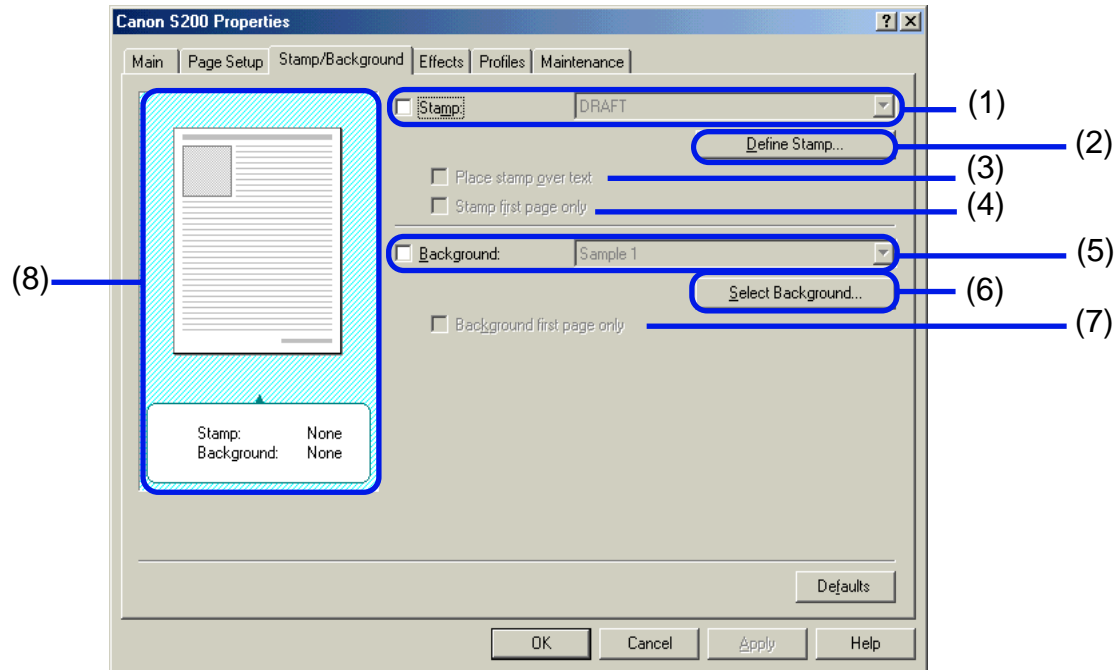 Canon S200 Properties
Main Page Setup Stamp/Background Effects Profiles Maintenance
Stamp: DRAFT (1)
Define Stamp... (2)
Place stamp over text (3)
Stamp first page only (4)
Background: Sample 1 (5)
(8) Select Background... (6)
Background first page only (7)
Stamp: None
Background: None
Defaults
OK Cancel Apply Help